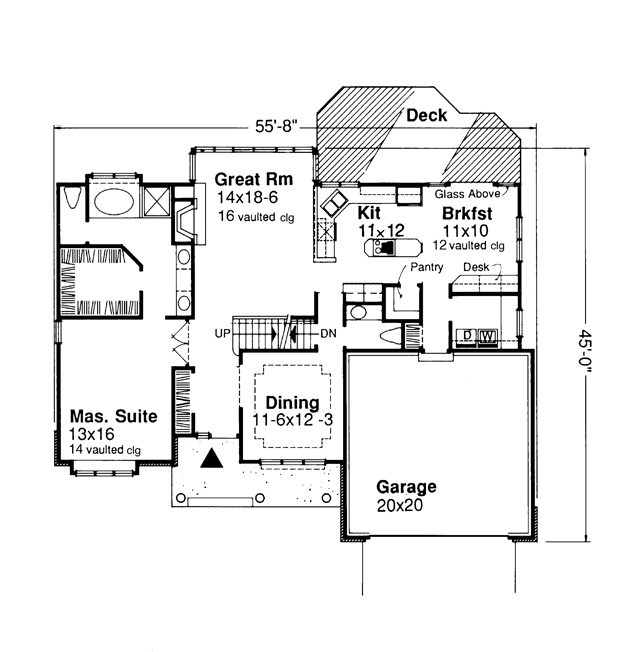 Deck
55'-8"
Great Rm
14x18-6
16 vaulted clg
Glass Above
Kit
11x12
Brkfst
11x10
12 vaulted clg
Pantry
Desk
UP
DN
D
W
45'-0"
Mas. Suite
13x16
14 vaulted clg
Dining
11-6x12 -3
Garage
20x20